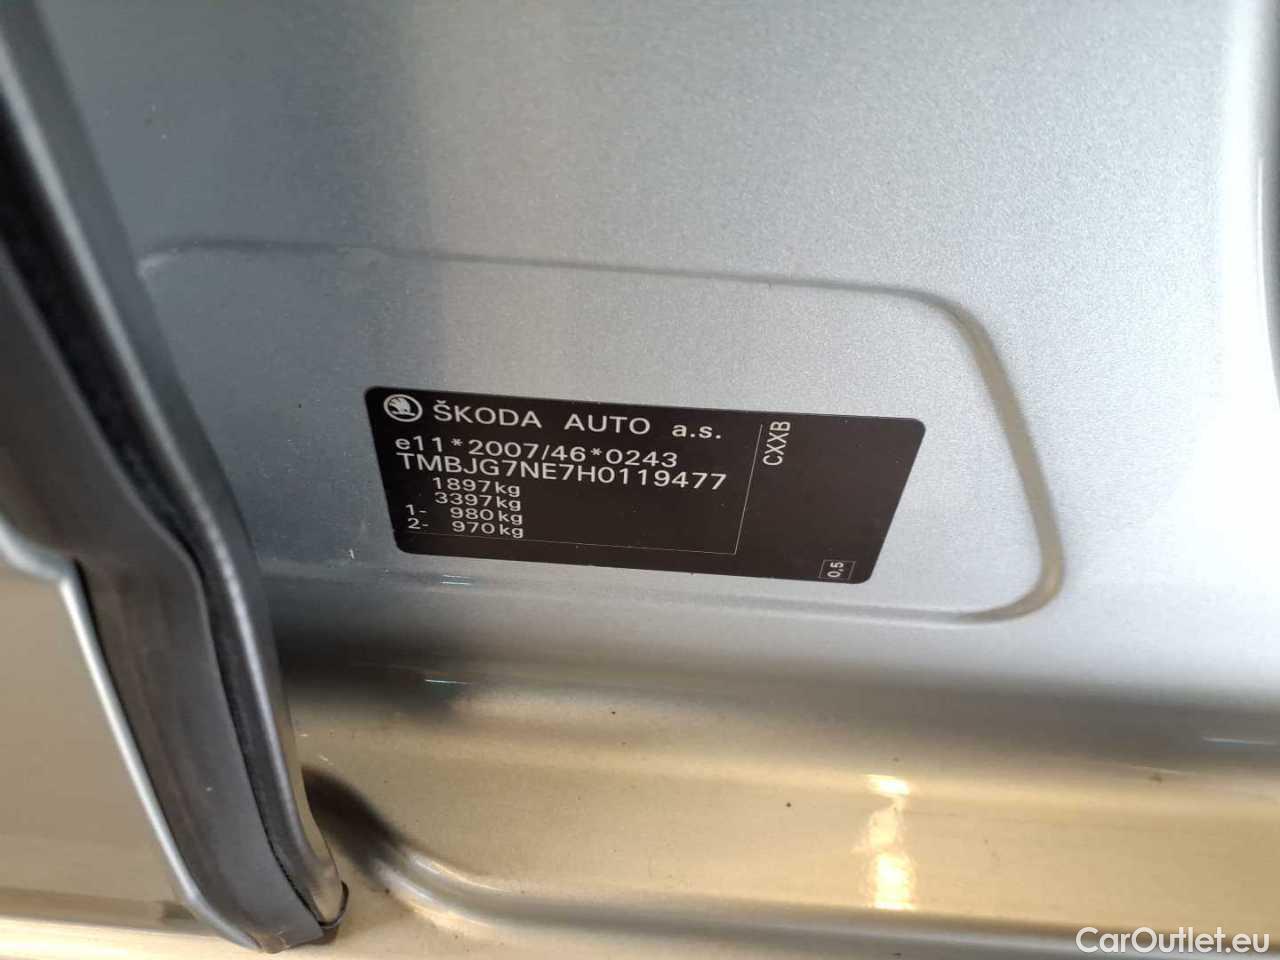 ŠKODA AUTO a.s.
e11*2007/46*0243
TMBJG7NE7H0119477
1897kg
3397kg
1- 980kg
2- 970kg
CXXB
0,5
CarOutlet.eu